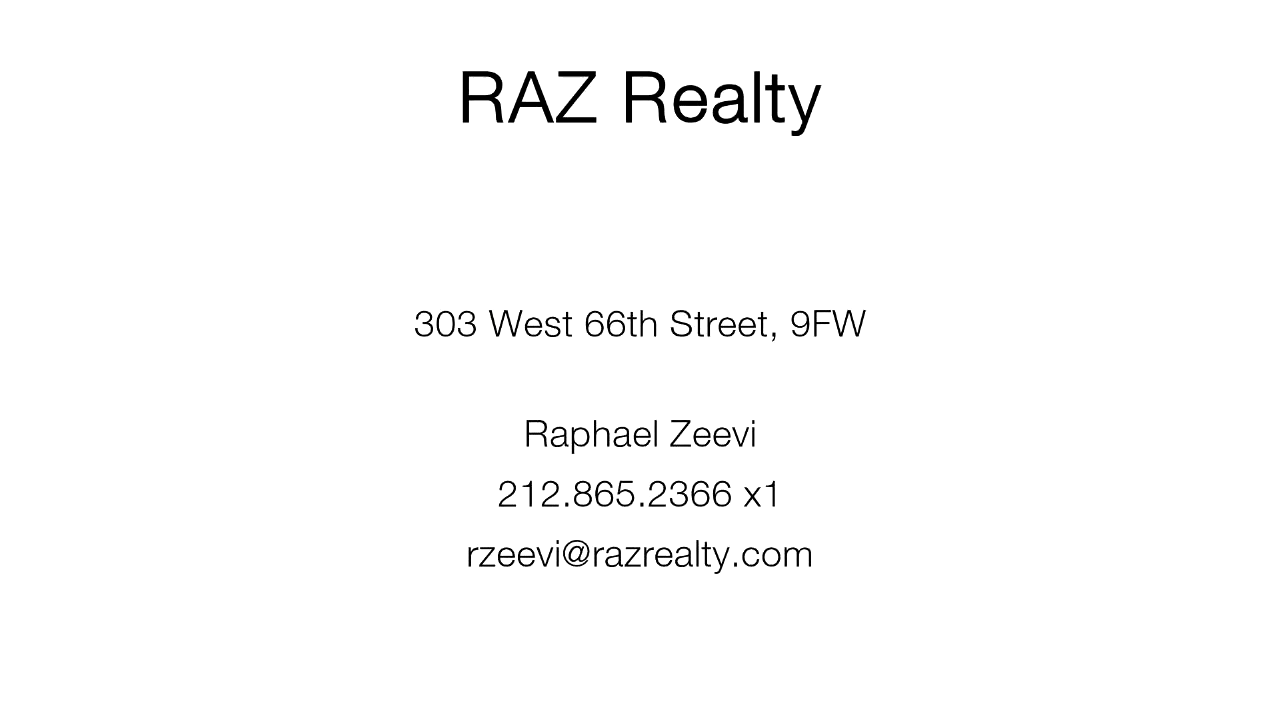 RAZ Realty
303 West 66th Street, 9FW
Raphael Zeevi
212.865.2366 x1
rzeevi@razrealty.com